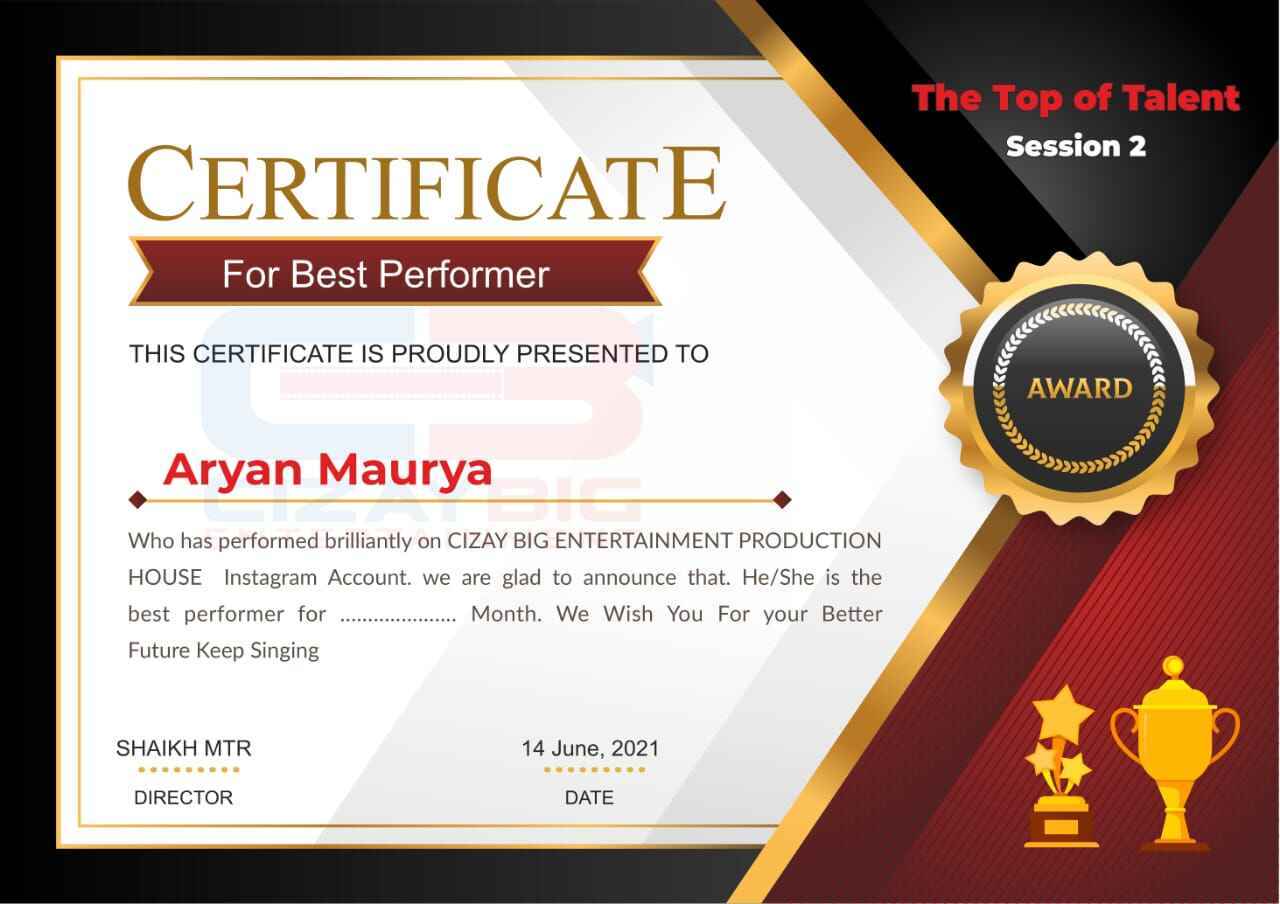 The Top of Talent
Session 2
CERTIFICATE
For Best Performer
THIS CERTIFICATE IS PROUDLY PRESENTED TO
AWARD
Aryan Maurya
CIZAY BIG
Who has performed brilliantly on CIZAY BIG ENTERTAINMENT PRODUCTION
HOUSE Instagram Account. we are glad to announce that. He/She is the
best performer for ..................... Month. We Wish You For your Better
Future Keep Singing
SHAIKH MTR
14 June, 2021
DIRECTOR
DATE